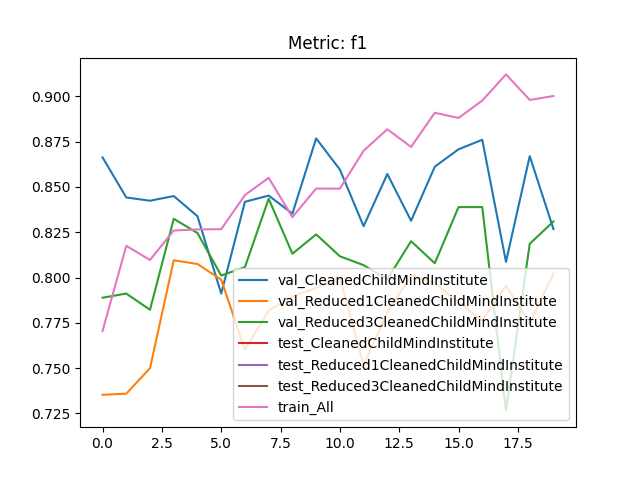 Metric: f1
0.900
0.875
0.850
0.825
0.800
0.775
0.750
0.725
val_CleanedChildMindInstitute
val_Reduced1CleanedChildMindInstitute
val_Reduced3CleanedChildMindInstitute
test_CleanedChildMindInstitute
test_Reduced1CleanedChildMindInstitute
test_Reduced3CleanedChildMindInstitute
train_All
0.0 2.5 5.0 7.5 10.0 12.5 15.0 17.5